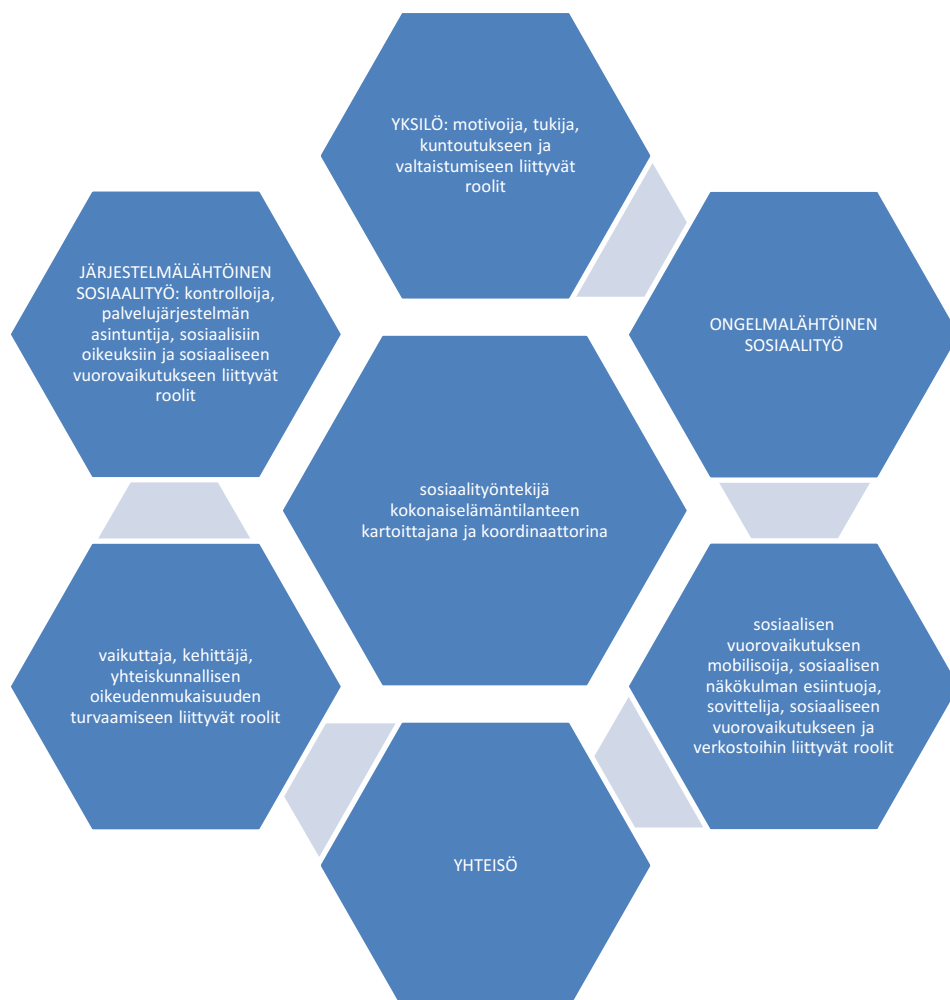 YKSILÖ: motivoija, tukija,
kuntoutukseen ja
valtaistumiseen liittyvät
roolit
JÄRJESTELMÄLÄHTÖINEN
SOSIAALITYÖ: kontrolloija,
palvelujärjestelmän
asintuntija, sosiaalisiin
oikeuksiin ja sosiaaliseen
vuorovaikutukseen liittyvät
roolit
ONGELMALÄHTÖINEN
SOSIAALITYÖ
sosiaalityöntekijä
kokonaiselämäntilanteen
kartoittajana ja koordinaattorina
vaikuttaja, kehittäjä,
yhteiskunnallisen
oikeudenmukaisuuden
turvaamiseen liittyvät roolit
sosiaalisen
vuorovaikutuksen
mobilisoija, sosiaalisen
näkökulman esiintuoja,
sovittelija, sosiaaliseen
vuorovaikutukseen ja
verkostoihin liittyvät roolit
YHTEISÖ